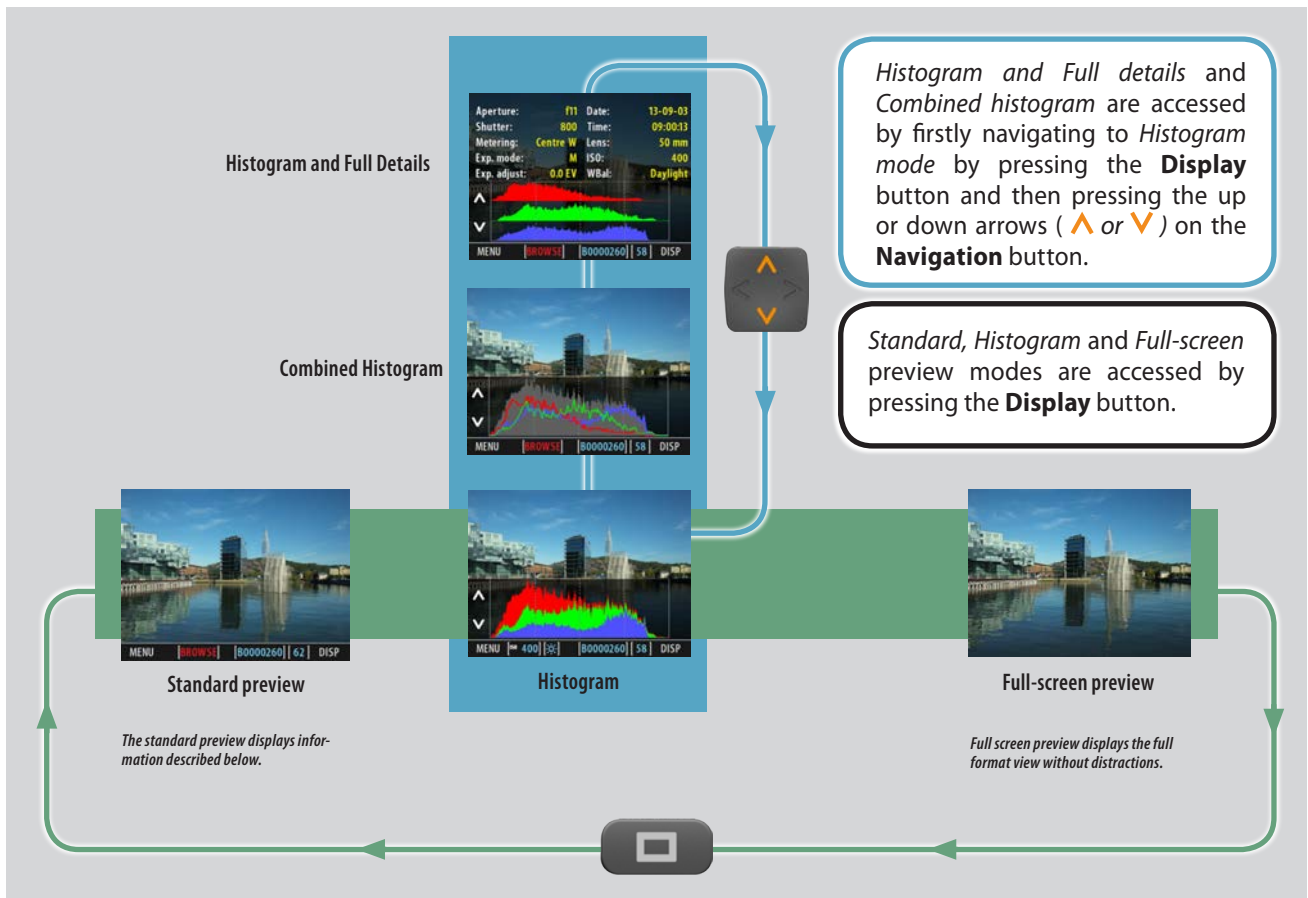 Histogram and Full details and
Combined histogram are accessed
by firstly navigating to Histogram
mode by pressing the Display
button and then pressing the up
or down arrows ( ∧ or ∨ ) on the
Navigation button.
Standard, Histogram and Full-screen
preview modes are accessed by
pressing the Display button.
Histogram and Full Details
Aperture: f11 Date: 13-09-03
Shutter: 800 Time: 09:00:13
Metering: Centre W Lens: 50 mm
Exp. mode: M ISO: 400
Exp. adjust: 0.0 EV WBal: Daylight
MENU BROWSE B0000260 58 DISP
Combined Histogram
MENU BROWSE B0000260 58 DISP
MENU BROWSE B0000260 62 DISP
Standard preview
The standard preview displays infor-
mation described below.
MENU ISO 400 B0000260 58 DISP
Histogram
Full-screen preview
Full screen preview displays the full
format view without distractions.